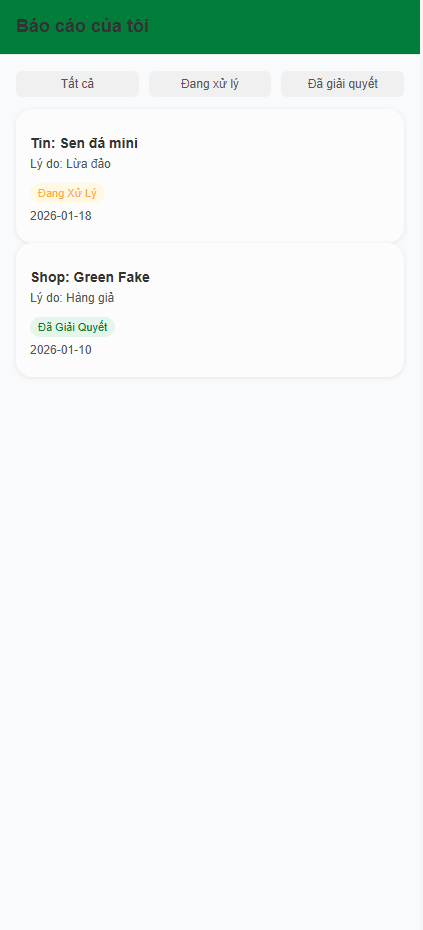 Báo cáo của tôi
Tất cả
Đang xử lý
Đã giải quyết
Tin: Sen đá mini
Lý do: Lừa đảo
Đang Xử Lý
2026-01-18
Shop: Green Fake
Lý do: Hàng giả
Đã Giải Quyết
2026-01-10